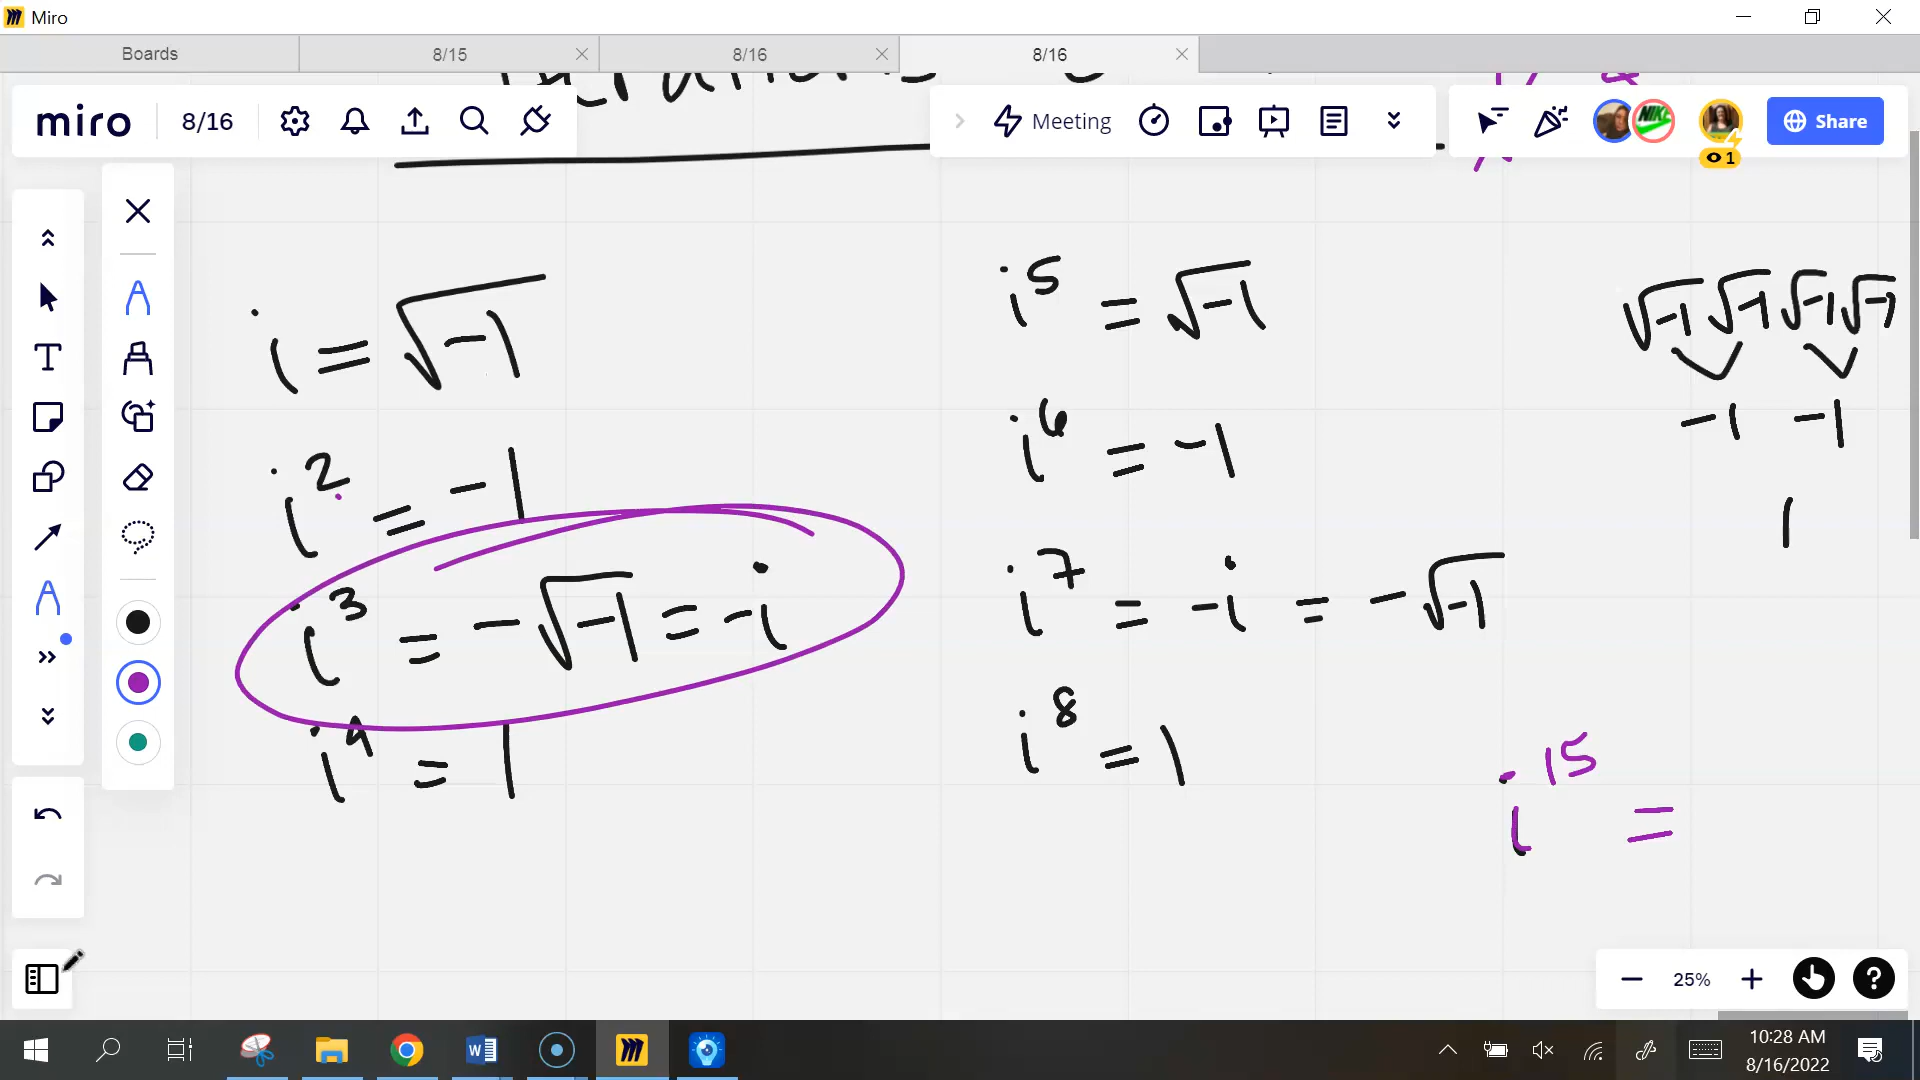 Miro
Boards
8/15
8/16
8/16
miro
8/16
Meeting
Share
1
i = √-1
i² = -1
i³ = -√-1 = -i
i⁴ = 1
i⁵ = √-1
i⁶ = -1
i⁷ = -i = -√-1
i⁸ = 1
√-1 √-1 √-1 √-1
-1 -1
1
i¹⁵ =
T
25%
?
10:28 AM
8/16/2022